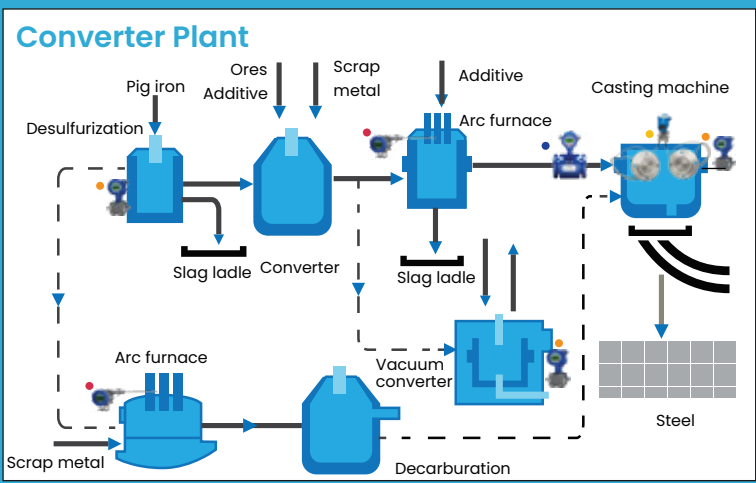 Converter Plant
Pig iron
Ores
Additive
Scrap
metal
Additive
Casting machine
Desulfurization
Arc furnace
Slag ladle
Converter
Slag ladle
Arc furnace
Vacuum
converter
Steel
Scrap metal
Decarburation